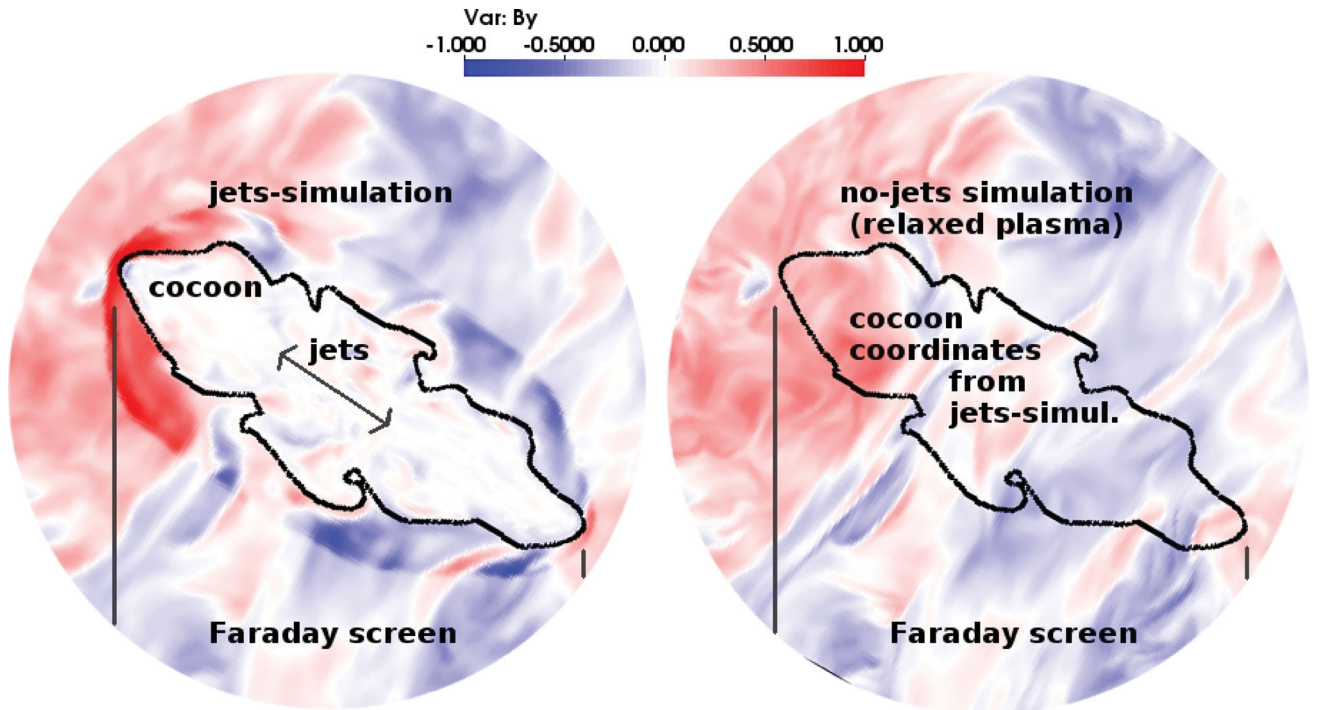 Var: By
-1.000 -0.5000 0.000 0.5000 1.000
jets-simulation
cocoon
jets
Faraday screen
no-jets simulation
(relaxed plasma)
cocoon
coordinates
from
jets-simul.
Faraday screen